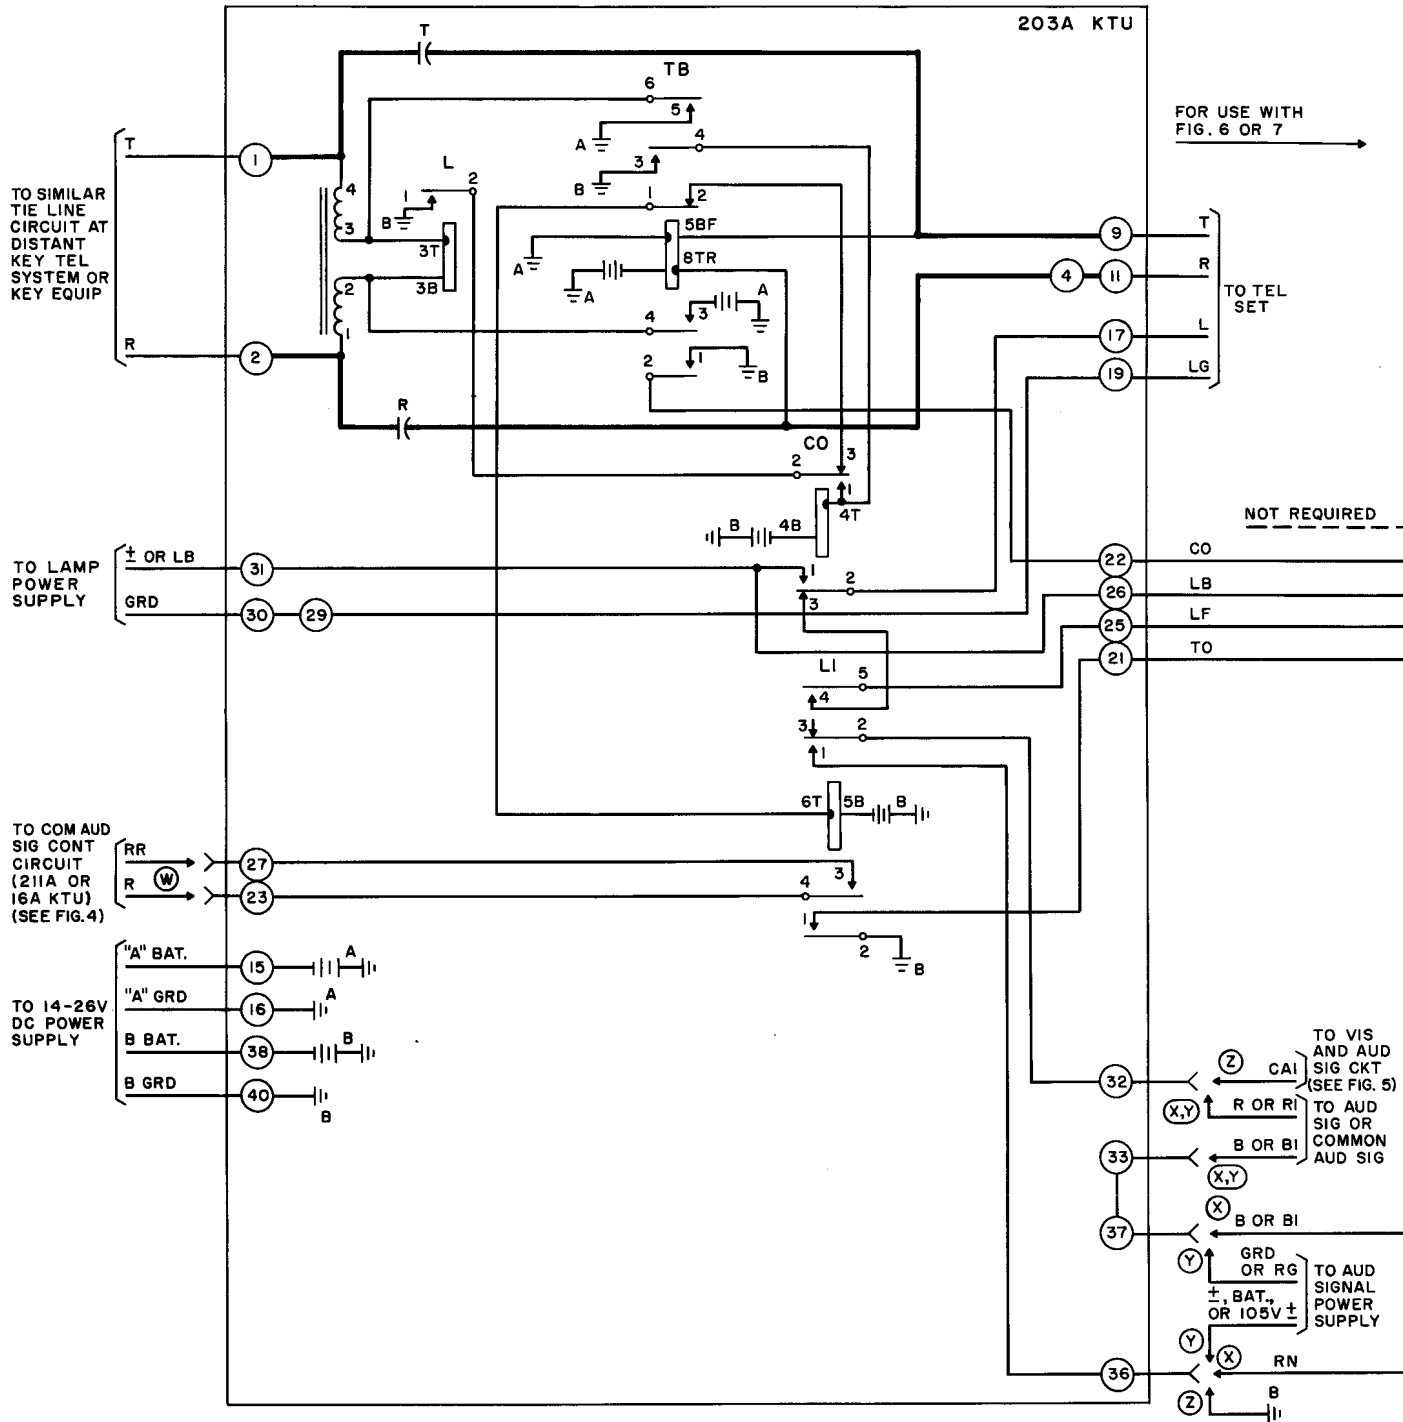 203A KTU
T
TB
6
5
A
4
3
B
1
2
L
2
1
B
4
3
3T
2
3B
1
5BF
A
8TR
A
4
3
A
2
1
B
R
CO
2
3
1
4T
B
4B
1
2
3
L1
5
4
3
2
1
6T
5B
B
3
4
1
2
B
TO SIMILAR
TIE LINE
CIRCUIT AT
DISTANT
KEY TEL
SYSTEM OR
KEY EQUIP
T
1
R
2
TO LAMP
POWER
SUPPLY
± OR LB
31
GRD
30
29
TO COM AUD
SIG CONT
CIRCUIT
(211A OR
16A KTU)
(SEE FIG.4)
RR
27
R
W
23
TO 14-26V
DC POWER
SUPPLY
"A" BAT.
15
A
"A" GRD
16
A
B BAT.
38
B
B GRD
40
B
FOR USE WITH
FIG. 6 OR 7
9
T
4
11
R
17
L
19
LG
TO TEL
SET
NOT REQUIRED
22
CO
26
LB
25
LF
21
TO
32
Z
CA1
TO VIS
AND AUD
SIG CKT
(SEE FIG. 5)
X,Y
R OR R1
33
B OR B1
X,Y
TO AUD
SIG OR
COMMON
AUD SIG
X
37
B OR B1
Y
GRD
OR RG
±, BAT.,
OR 105V ±
TO AUD
SIGNAL
POWER
SUPPLY
Y
X
36
RN
Z
B